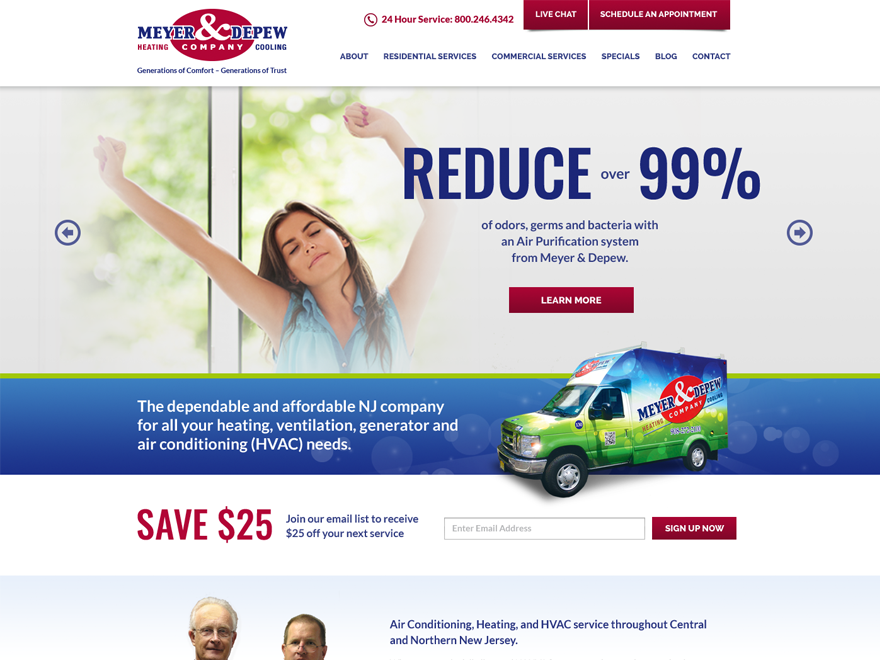 MEYER & DEPEW
HEATING COMPANY COOLING
Generations of Comfort – Generations of Trust
24 Hour Service: 800.246.4342
LIVE CHAT
SCHEDULE AN APPOINTMENT
ABOUT RESIDENTIAL SERVICES COMMERCIAL SERVICES SPECIALS BLOG CONTACT
REDUCE over 99%
of odors, germs and bacteria with
an Air Purification system
from Meyer & Depew.
LEARN MORE
The dependable and affordable NJ company
for all your heating, ventilation, generator and
air conditioning (HVAC) needs.
MEYER & DEPEW
HEATING COMPANY COOLING
SAVE $25
Join our email list to receive
$25 off your next service
Enter Email Address
SIGN UP NOW
Air Conditioning, Heating, and HVAC service throughout Central
and Northern New Jersey.